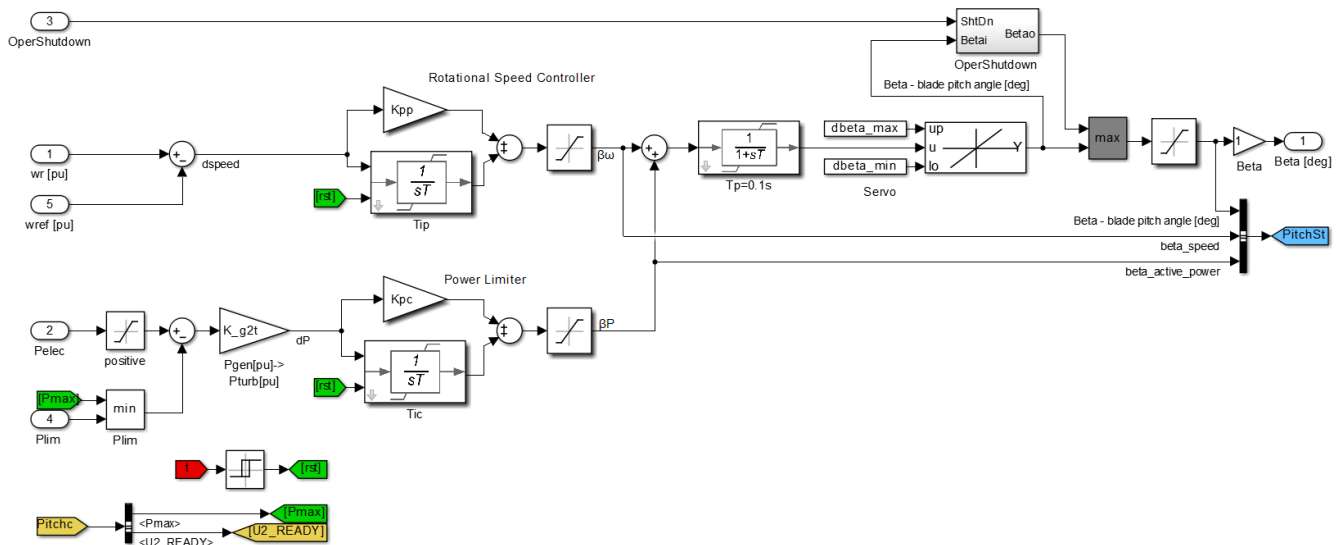 3
OperShutdown
ShtDn
Betai
Betao
OperShutdown
Rotational Speed Controller
Beta - blade pitch angle [deg]
Kpp
1
wr [pu]
+
-
dspeed
5
wref [pu]
[rst]
1
sT
Tip
+
+
βω
+
+
1
1+sT
Tp=0.1s
dbeta_max
dbeta_min
up
u
lo
Y
Servo
max
1
Beta
1
Beta [deg]
Beta - blade pitch angle [deg]
beta_speed
beta_active_power
PitchSt
Power Limiter
Kpc
2
Pelec
positive
+
-
K_g2t
Pgen[pu]->
Pturb[pu]
dP
[rst]
1
sT
Tic
+
+
βP
[Pmax]
4
Plim
min
Plim
t
[rst]
Pitchc
<Pmax>
<U2_READY>
[Pmax]
[U2_READY]